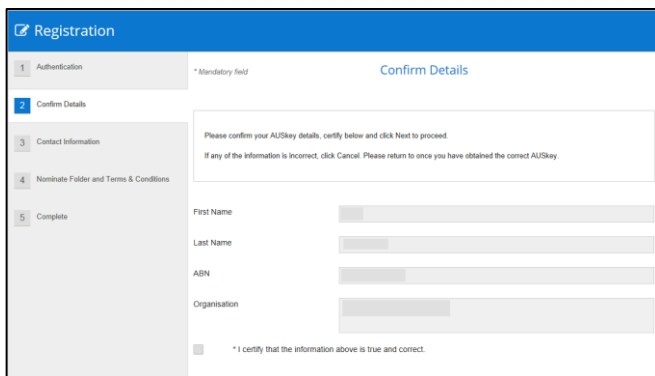 Registration
1 Authentication
2 Confirm Details
3 Contact Information
4 Nominate Folder and Terms & Conditions
5 Complete
* Mandatory field
Confirm Details
Please confirm your AUSkey details, certify below and click Next to proceed.
If any of the information is incorrect, click Cancel. Please return to once you have obtained the correct AUSkey.
First Name
Last Name
ABN
Organisation
* I certify that the information above is true and correct.